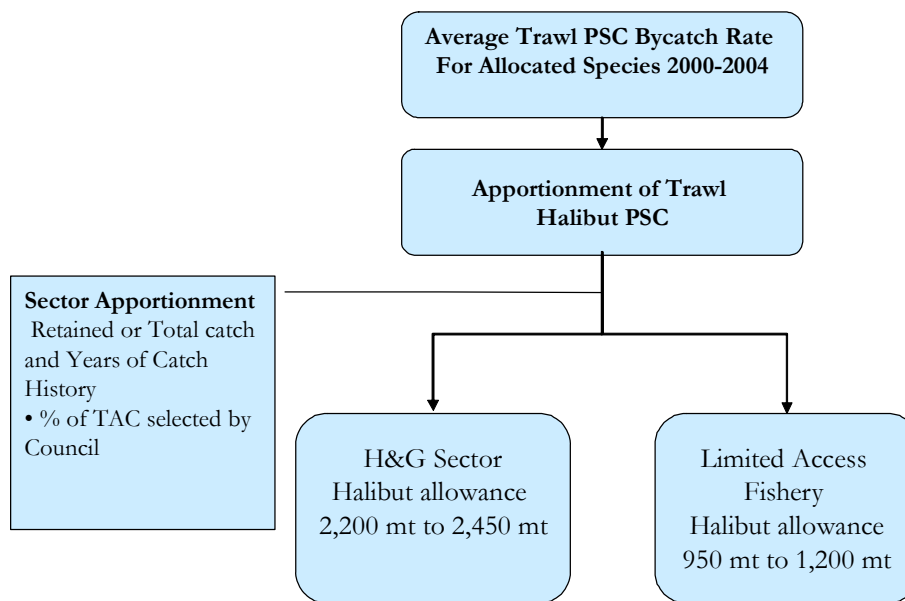 Average Trawl PSC Bycatch Rate
For Allocated Species 2000-2004
Apportionment of Trawl
Halibut PSC
Sector Apportionment
Retained or Total catch
and Years of Catch
History
• % of TAC selected by
Council
H&G Sector
Halibut allowance
2,200 mt to 2,450 mt
Limited Access
Fishery
Halibut allowance
950 mt to 1,200 mt